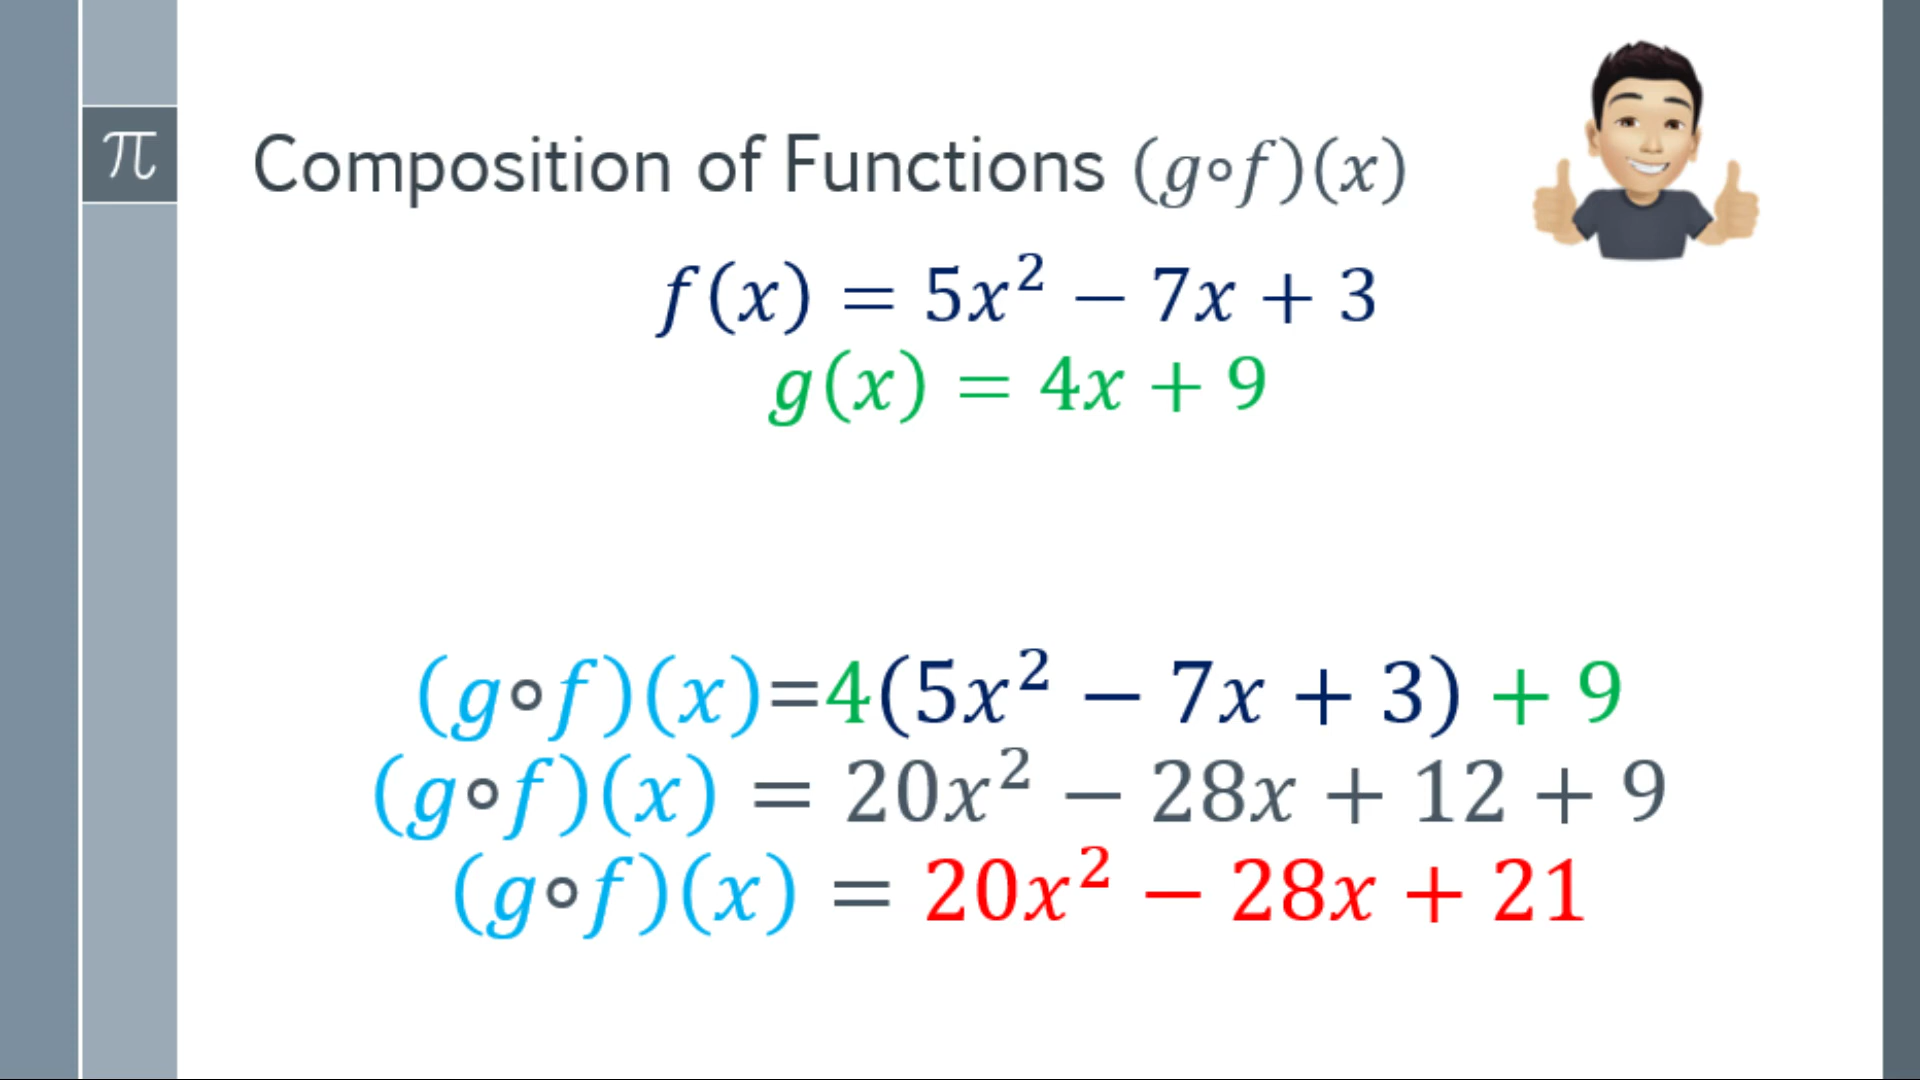 π
Composition of Functions (g∘f)(x)
f(x) = 5x² − 7x + 3
g(x) = 4x + 9
(g∘f)(x)=4(5x² − 7x + 3) + 9
(g∘f)(x) = 20x² − 28x + 12 + 9
(g∘f)(x) = 20x² − 28x + 21